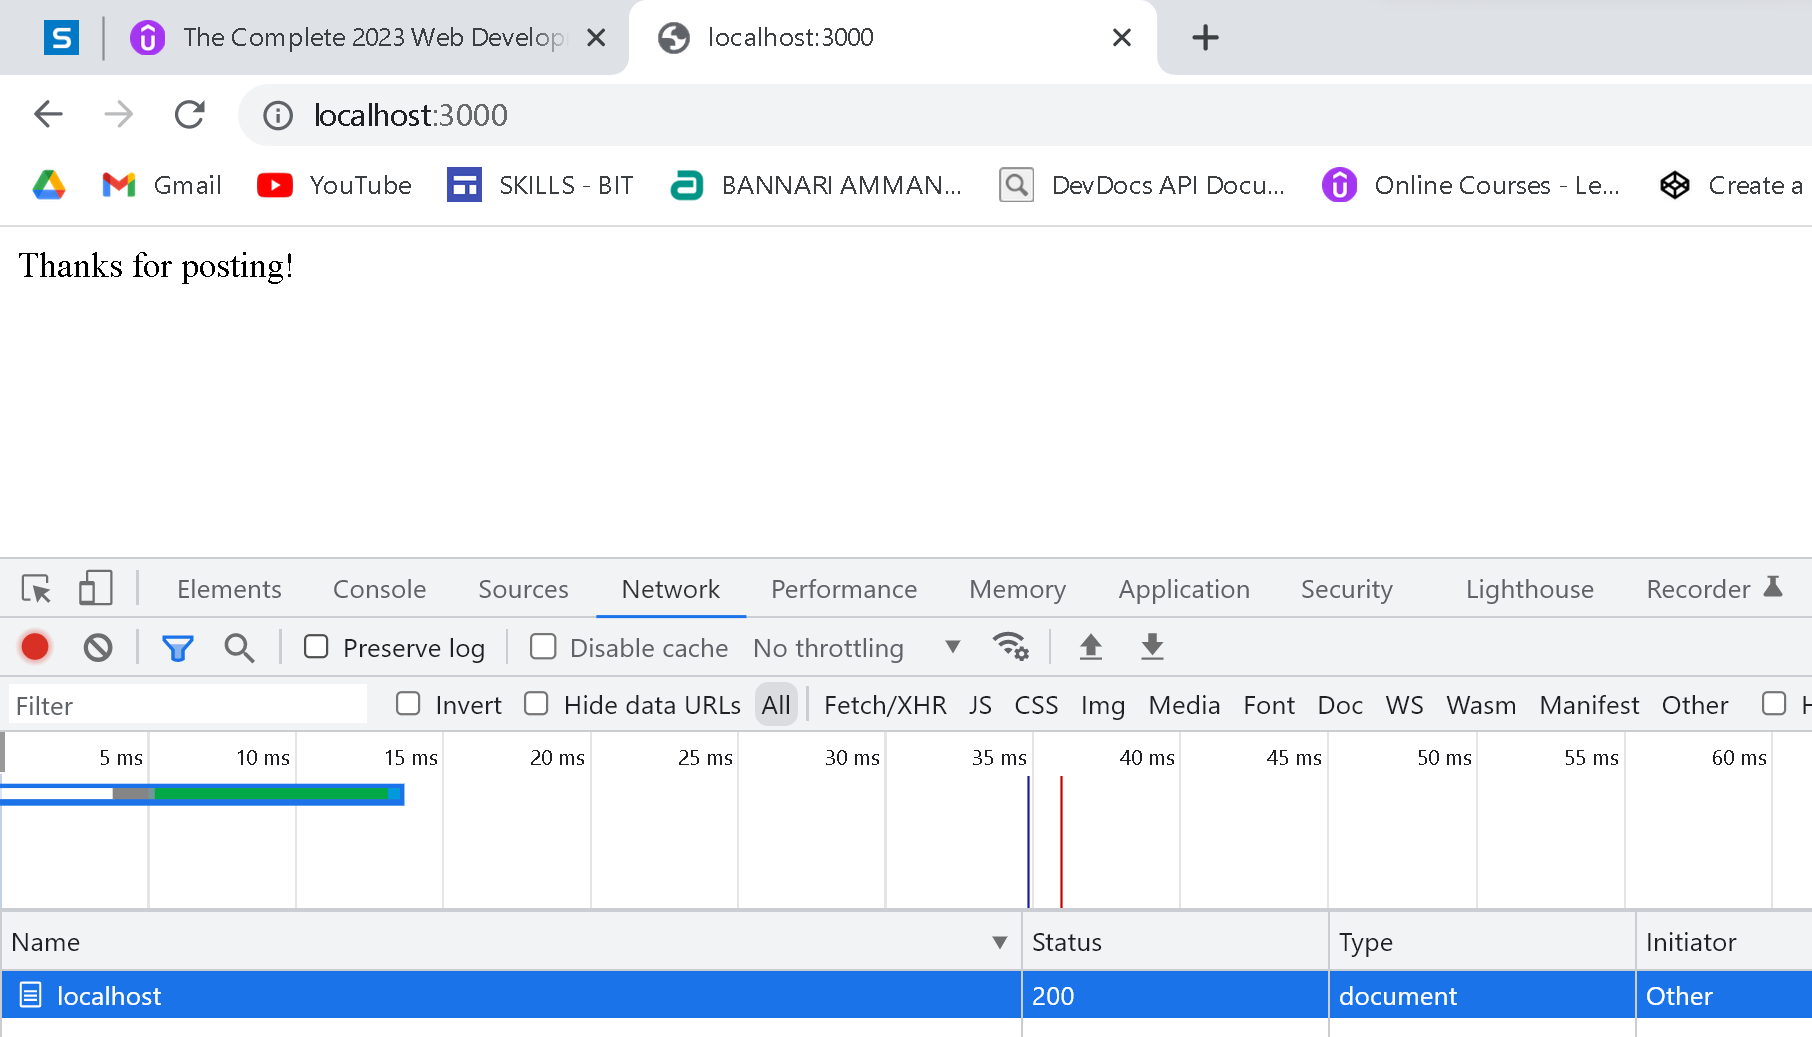 The Complete 2023 Web Develop
localhost:3000
localhost:3000
Gmail YouTube SKILLS - BIT BANNARI AMMAN... DevDocs API Docu... Online Courses - Le... Create a
Thanks for posting!
Elements Console Sources Network Performance Memory Application Security Lighthouse Recorder
Preserve log Disable cache No throttling
Filter Invert Hide data URLs All Fetch/XHR JS CSS Img Media Font Doc WS Wasm Manifest Other H
5 ms 10 ms 15 ms 20 ms 25 ms 30 ms 35 ms 40 ms 45 ms 50 ms 55 ms 60 ms
Name Status Type Initiator
localhost 200 document Other